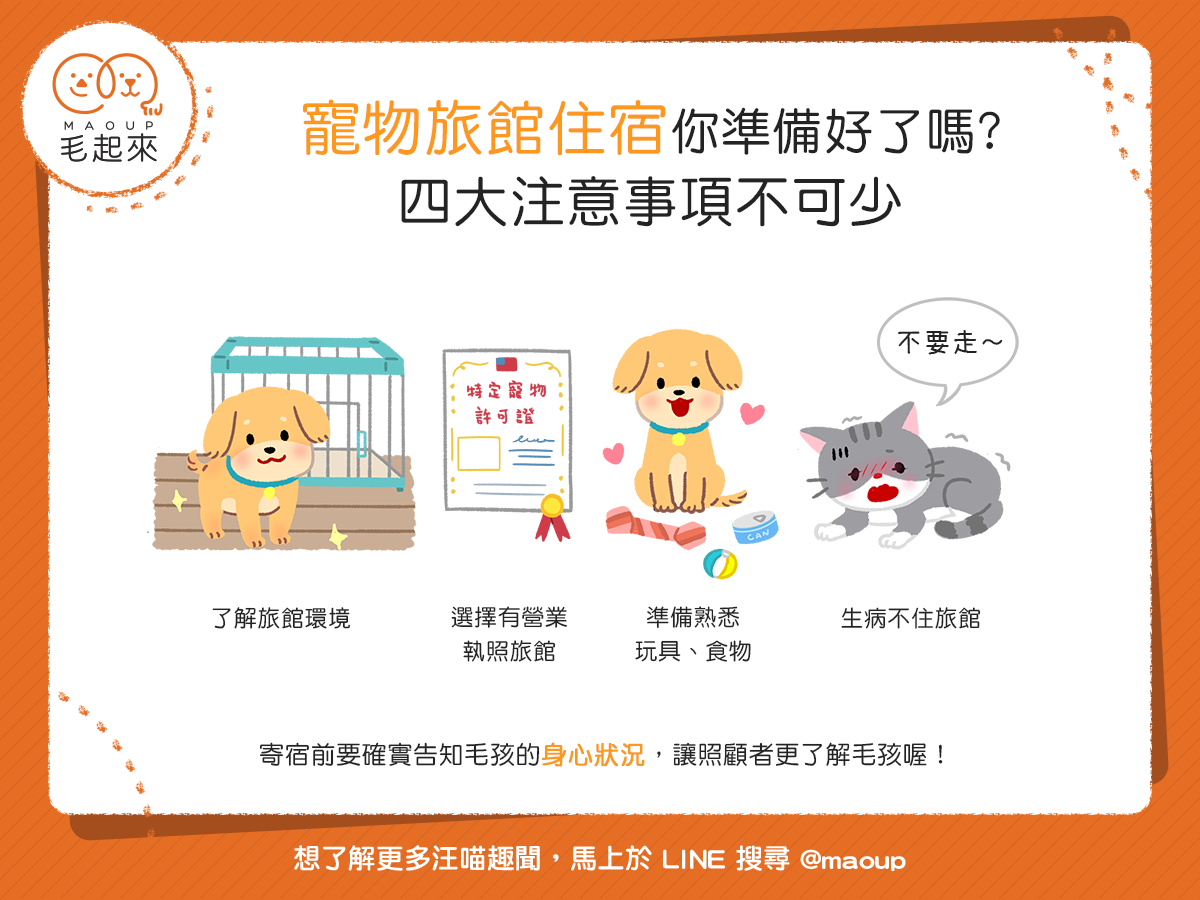 MAOUP
毛起來
寵物旅館住宿你準備好了嗎?
四大注意事項不可少
不要走～
特定寵物
許可證
CAN
了解旅館環境
選擇有營業
執照旅館
準備熟悉
玩具、食物
生病不住旅館
寄宿前要確實告知毛孩的身心狀況，讓照顧者更了解毛孩喔！
想了解更多汪喵趣聞，馬上於 LINE 搜尋 @maoup